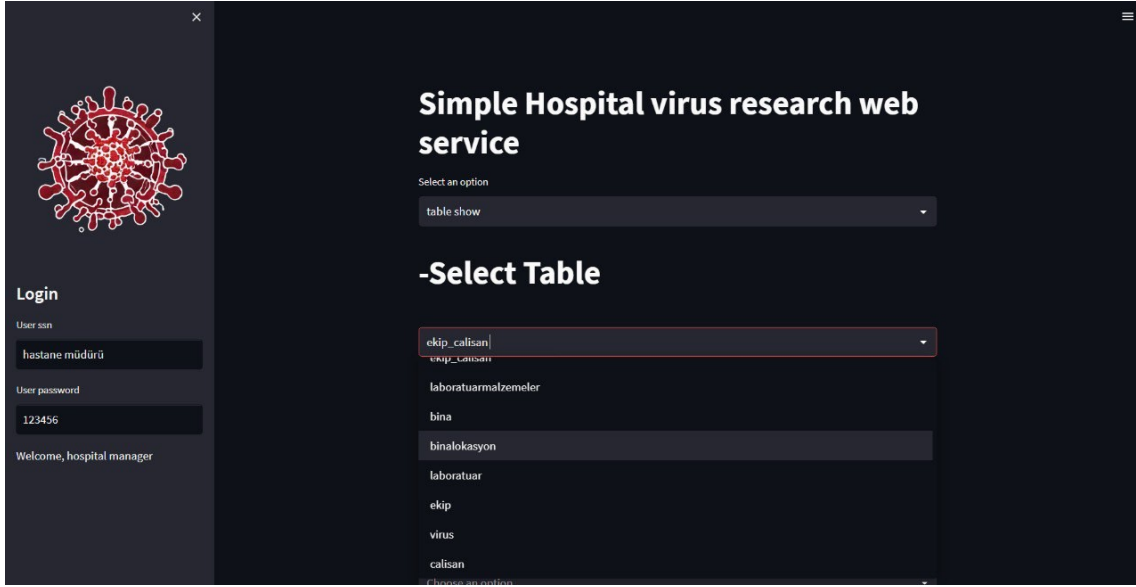 Simple Hospital virus research web
service
Select an option
table show
-Select Table
ekip_calisan
ekip_calisan
laboratuarmalzemeler
bina
binalokasyon
laboratuar
ekip
virus
calisan
Choose an option
Login
User ssn
hastane müdürü
User password
123456
Welcome, hospital manager